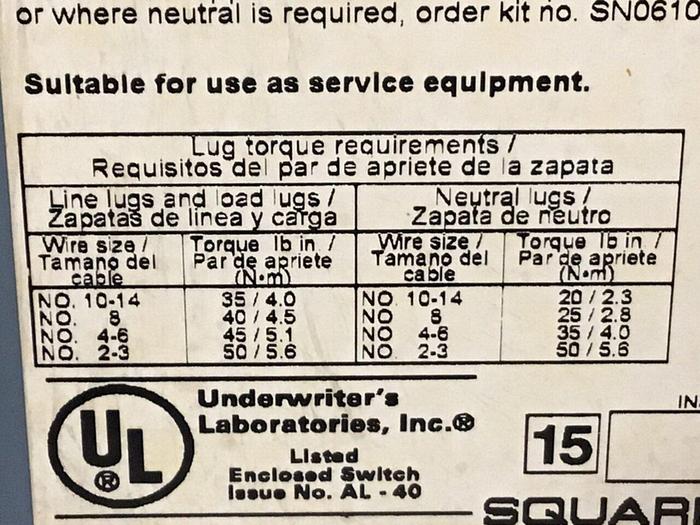 or where neutral is required, order kit no. SN0610
Suitable for use as service equipment.
Lug torque requirements /
Requisitos del par de apriete de la zapata
Line lugs and load lugs / Neutral lugs /
Zapatas de linea y carga Zapata de neutro
Wire size / Torque lb in. / Wire size / Torque lb in. /
Tamano del Par de apriete Tamano del Par de apriete
cable (N•m) cable (N•m)
NO. 10-14 35 / 4.0 NO. 10-14 20 / 2.3
NO. 8 40 / 4.5 NO 8 25 / 2.8
NO. 4-6 45 / 5.1 NO 4-6 35 / 4.0
NO. 2-3 50 / 5.6 NO. 2-3 50 / 5.6
UL ®
Underwriter's
Laboratories, Inc.®
Listed
Enclosed Switch
Issue No. AL - 40
IN
15
SQUAR